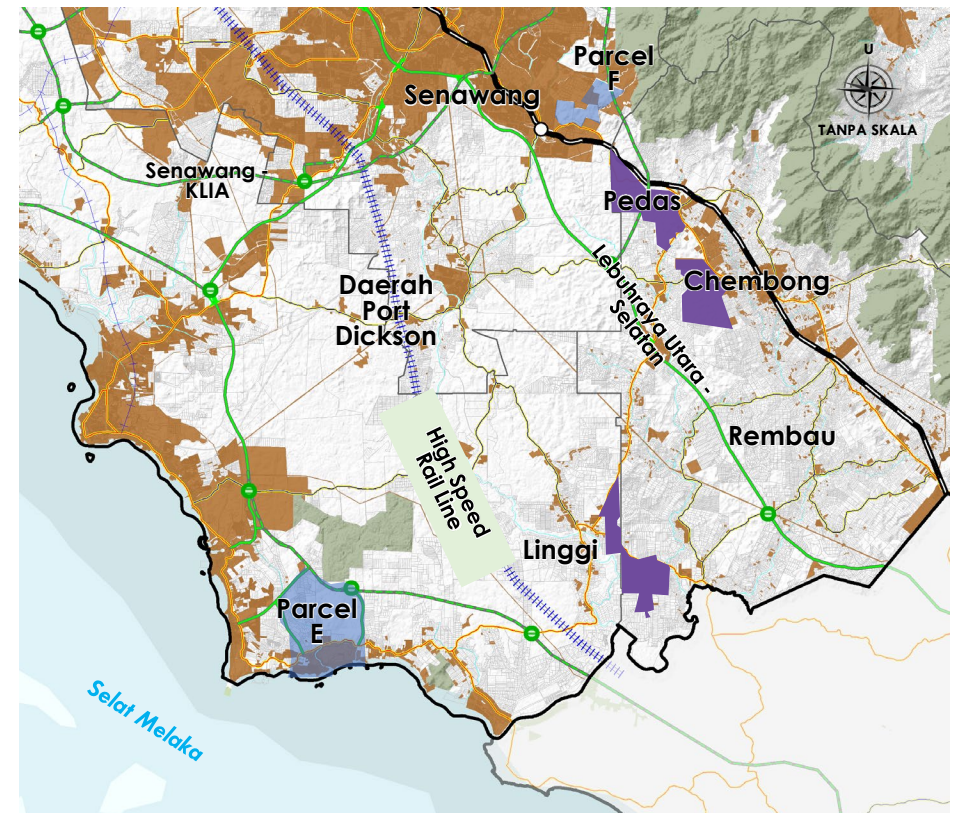 Parcel
F
U
Senawang
TANPA SKALA
Senawang -
KLIA
Pedas
Chembong
Daerah
Port
Dickson
Lebuhraya Utara -
Selatan
Rembau
High Speed
Rail Line
Linggi
Parcel
E
Selat Melaka